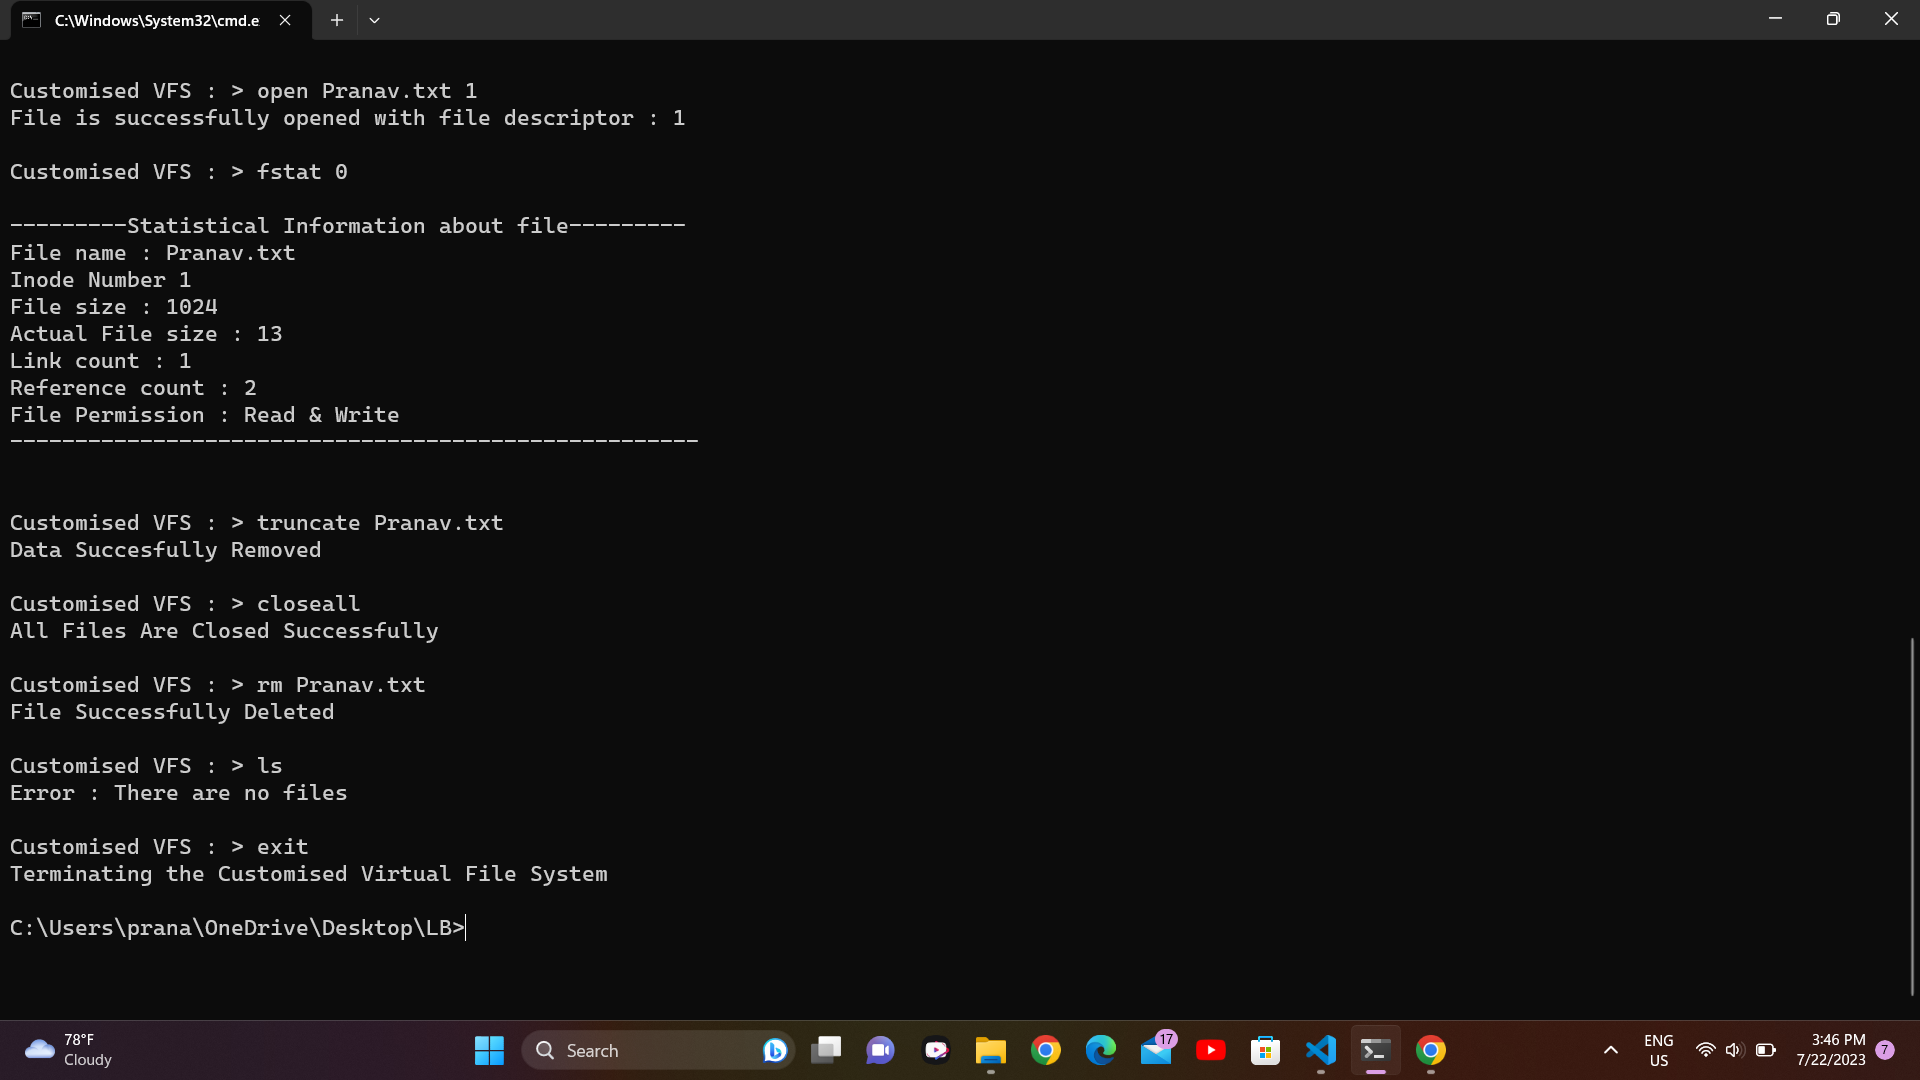 C:\Windows\System32\cmd.e
Customised VFS : > open Pranav.txt 1
File is successfully opened with file descriptor : 1
Customised VFS : > fstat 0
---------Statistical Information about file---------
File name : Pranav.txt
Inode Number 1
File size : 1024
Actual File size : 13
Link count : 1
Reference count : 2
File Permission : Read & Write
-----------------------------------------------------
Customised VFS : > truncate Pranav.txt
Data Succesfully Removed
Customised VFS : > closeall
All Files Are Closed Successfully
Customised VFS : > rm Pranav.txt
File Successfully Deleted
Customised VFS : > ls
Error : There are no files
Customised VFS : > exit
Terminating the Customised Virtual File System
C:\Users\prana\OneDrive\Desktop\LB>
78°F
Cloudy
Search
17
ENG
US
3:46 PM
7/22/2023
7